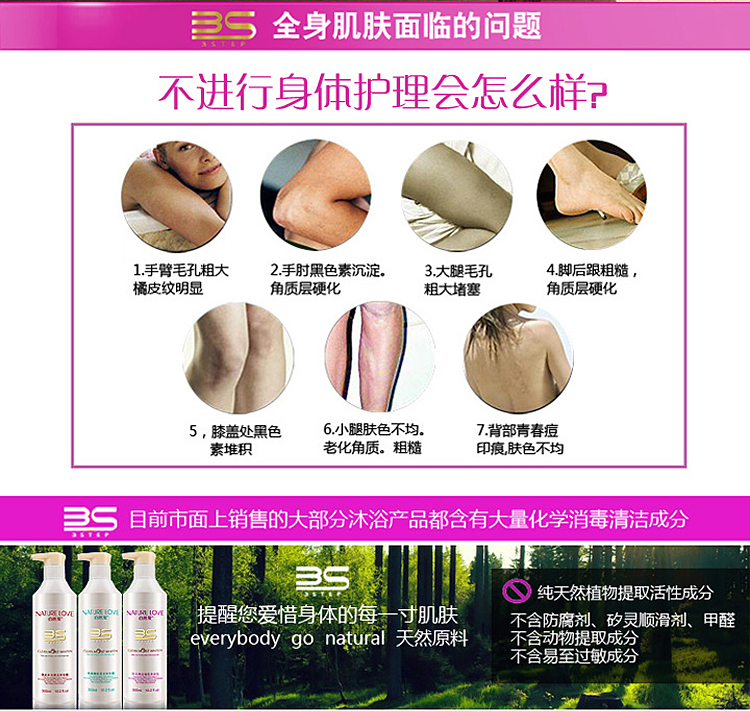 3S 全身肌肤面临的问题
3STEP
不进行身体护理会怎么样?
1.手臂毛孔粗大
橘皮纹明显
2.手肘黑色素沉淀。
角质层硬化
3.大腿毛孔
粗大堵塞
4.脚后跟粗糙，
角质层硬化
5，膝盖处黑色
素堆积
6.小腿肤色不均。
老化角质。粗糙
7.背部青春痘
印痕,肤色不均
3S 目前市面上销售的大部分沐浴产品都含有大量化学消毒清洁成分
3STEP
3S
3STEP
提醒您爱惜身体的每一寸肌肤
everybody go natural 天然原料
纯天然植物提取活性成分
不含防腐剂、矽灵顺滑剂、甲醛
不含动物提取成分
不含易至过敏成分
NATURE LOVE
NATURE LOVE
NATURE LOVE
3S
3S
3S